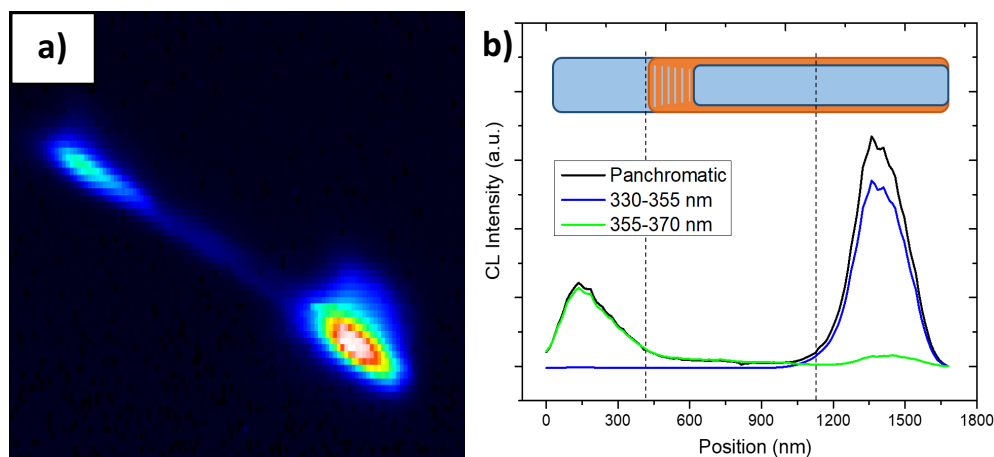 a)
b)
CL Intensity (a.u.)
Panchromatic
330-355 nm
355-370 nm
0 300 600 900 1200 1500 1800
Position (nm)